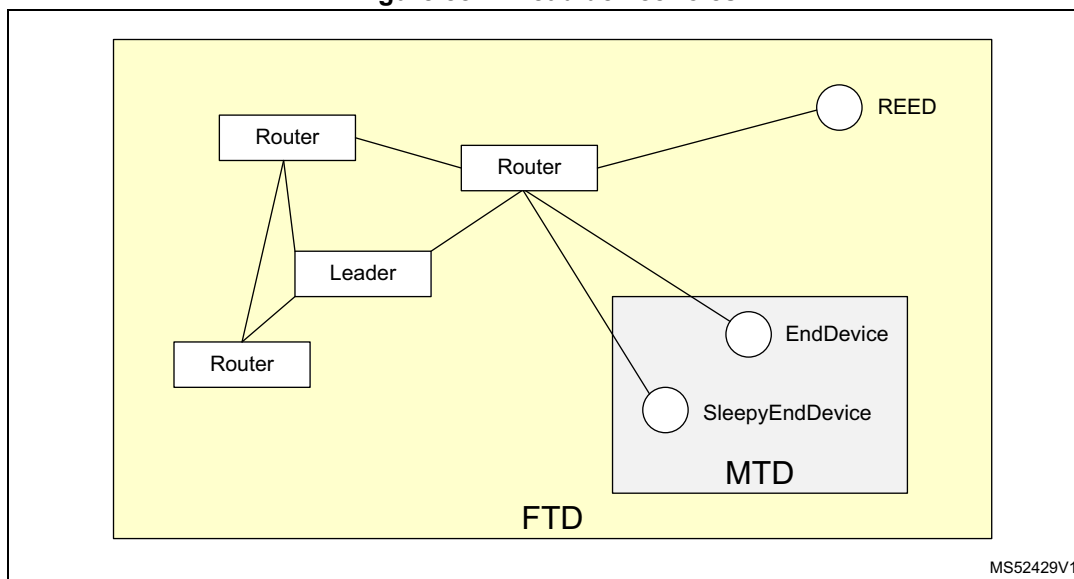 Router
REED
Router
Leader
Router
EndDevice
SleepyEndDevice
MTD
FTD
MS52429V1